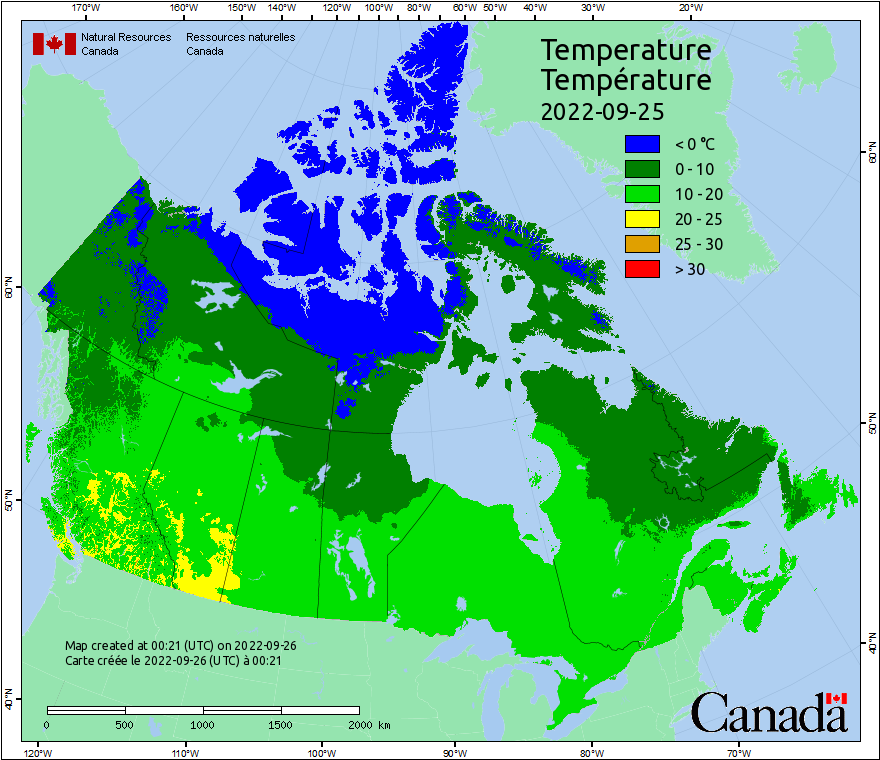 170°W 160°W 150°W 140°W 120°W 100°W 80°W 60°W 50°W 40°W 30°W 20°W
Natural Resources Ressources naturelles
Canada Canada
Temperature
Température
2022-09-25
< 0 °C
0 - 10
10 - 20
20 - 25
25 - 30
> 30
60°N
60°N
50°N
50°N
40°N
40°N
Map created at 00:21 (UTC) on 2022-09-26
Carte créée le 2022-09-26 (UTC) à 00:21
Canada
0 500 1000 1500 2000 km
120°W 110°W 100°W 90°W 80°W 70°W